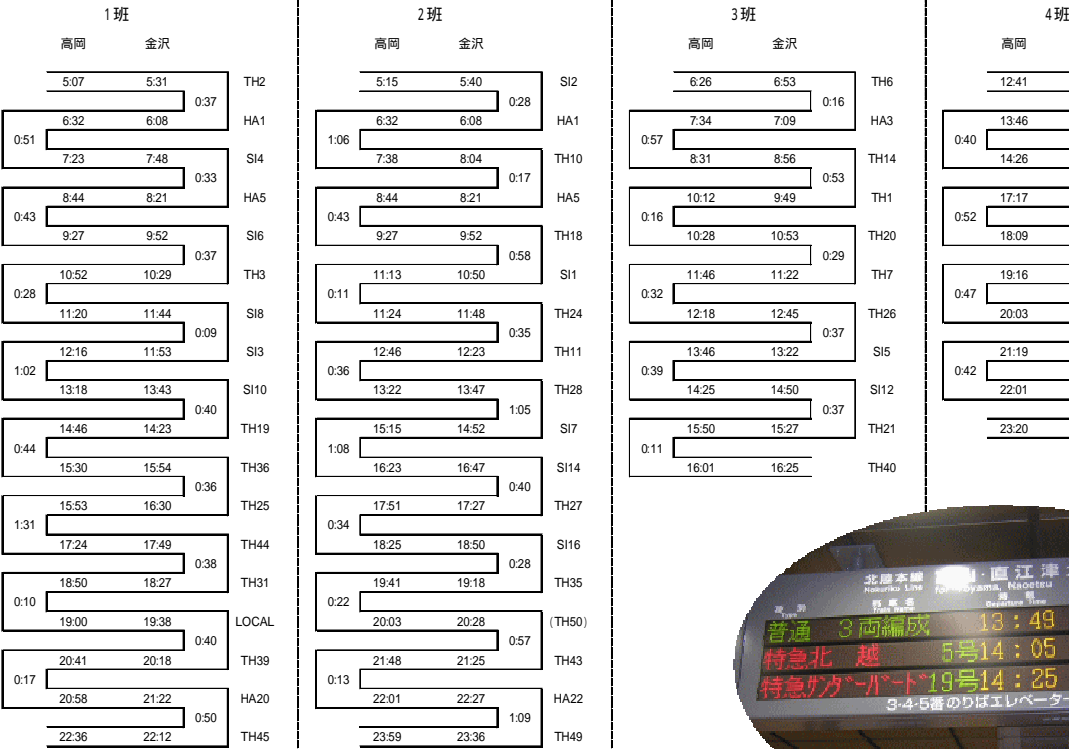 1班 2班 3班 4班
高岡 金沢 高岡 金沢 高岡 金沢 高岡
5:07 5:31 TH2 5:15 5:40 SI2 6:26 6:53 TH6 12:41
0:37 0:28 0:16
6:32 6:08 HA1 6:32 6:08 HA1 7:34 7:09 HA3 13:46
0:51 1:06 0:57 0:40
7:23 7:48 SI4 7:38 8:04 TH10 8:31 8:56 TH14 14:26
0:33 0:17 0:53
8:44 8:21 HA5 8:44 8:21 HA5 10:12 9:49 TH1 17:17
0:43 0:43 0:16 0:52
9:27 9:52 SI6 9:27 9:52 TH18 10:28 10:53 TH20 18:09
0:37 0:58 0:29
10:52 10:29 TH3 11:13 10:50 SI1 11:46 11:22 TH7 19:16
0:28 0:11 0:32 0:47
11:20 11:44 SI8 11:24 11:48 TH24 12:18 12:45 TH26 20:03
0:09 0:35 0:37
12:16 11:53 SI3 12:46 12:23 TH11 13:46 13:22 SI5 21:19
1:02 0:36 0:39 0:42
13:18 13:43 SI10 13:22 13:47 TH28 14:25 14:50 SI12 22:01
0:40 1:05 0:37
14:46 14:23 TH19 15:15 14:52 SI7 15:50 15:27 TH21 23:20
0:44 1:08 0:11
15:30 15:54 TH36 16:23 16:47 SI14 16:01 16:25 TH40
0:36 0:40
15:53 16:30 TH25 17:51 17:27 TH27
1:31 0:34
17:24 17:49 TH44 18:25 18:50 SI16
0:38 0:28
18:50 18:27 TH31 19:41 19:18 TH35
0:10 0:22
19:00 19:38 LOCAL 20:03 20:28 (TH50)
0:40 0:57
20:41 20:18 TH39 21:48 21:25 TH43
0:17 0:13
20:58 21:22 HA20 22:01 22:27 HA22
0:50 1:09
22:36 22:12 TH45 23:59 23:36 TH49
北陸本線 ・直江津
Hokuriku Line for Toyama, Naoetsu
Type 列車名 Train Name Departure Time
普通 3両編成 13:49
特急北 越 5号14:05
特急サンダーバード19号14:25
3-4-5番のりばエレベーター